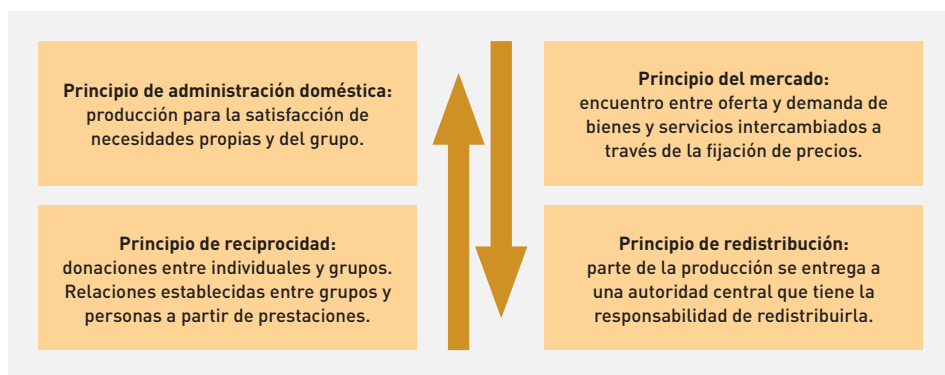 Principio de administración doméstica:
producción para la satisfacción de
necesidades propias y del grupo.
Principio del mercado:
encuentro entre oferta y demanda de
bienes y servicios intercambiados a
través de la fijación de precios.
Principio de reciprocidad:
donaciones entre individuales y grupos.
Relaciones establecidas entre grupos y
personas a partir de prestaciones.
Principio de redistribución:
parte de la producción se entrega a
una autoridad central que tiene la
responsabilidad de redistribuirla.